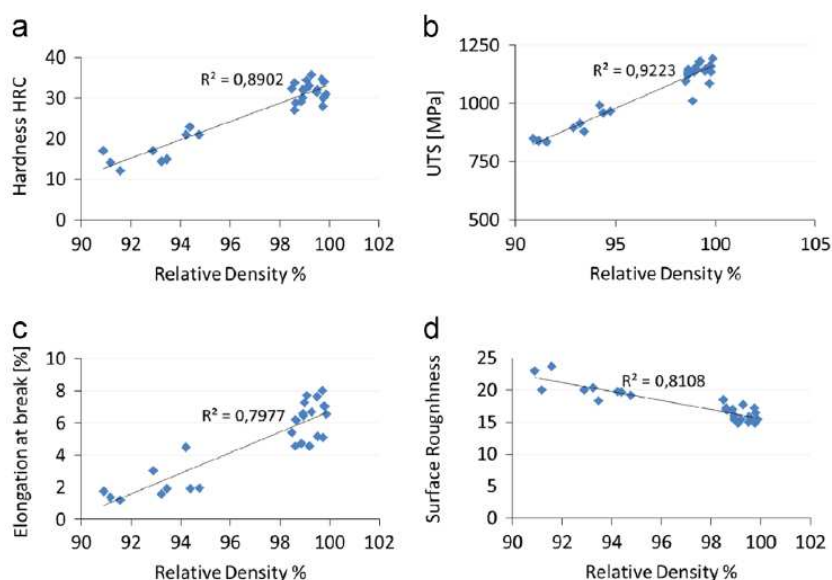 a
Hardness HRC
40
30
20
10
0
R² = 0,8902
90 92 94 96 98 100 102
Relative Density %
b
UTS [MPa]
1250
1000
750
500
R² = 0,9223
90 95 100 105
Relative Density %
c
Elongation at break [%]
10
8
6
4
2
0
R² = 0,7977
90 92 94 96 98 100 102
Relative Density %
d
Surface Rougnhness
25
20
15
10
5
0
R² = 0,8108
90 92 94 96 98 100 102
Relative Density %